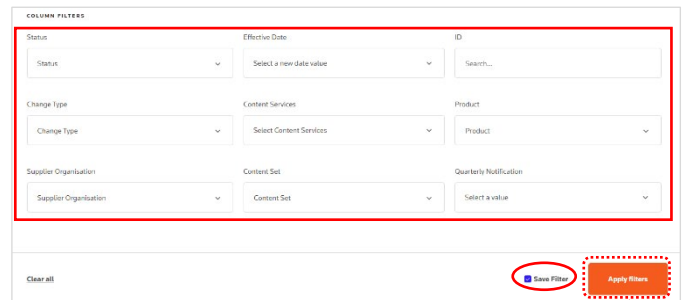 COLUMN FILTERS
Status Effective Date ID
Status Select a new date value Search...
Change Type Content Services Product
Change Type Select Content Services Product
Supplier Organisation Content Set Quarterly Notification
Supplier Organisation Content Set Select a value
Clear all Save Filter Apply filters